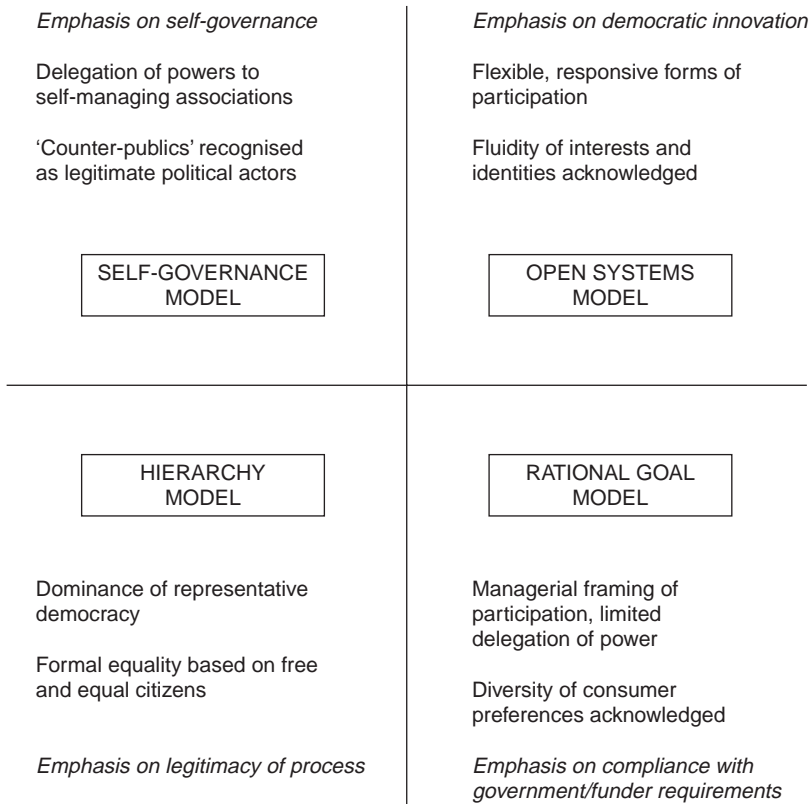 Emphasis on self-governance
Delegation of powers to
self-managing associations
‘Counter-publics’ recognised
as legitimate political actors
SELF-GOVERNANCE
MODEL
Emphasis on democratic innovation
Flexible, responsive forms of
participation
Fluidity of interests and
identities acknowledged
OPEN SYSTEMS
MODEL
HIERARCHY
MODEL
Dominance of representative
democracy
Formal equality based on free
and equal citizens
Emphasis on legitimacy of process
RATIONAL GOAL
MODEL
Managerial framing of
participation, limited
delegation of power
Diversity of consumer
preferences acknowledged
Emphasis on compliance with
government/funder requirements